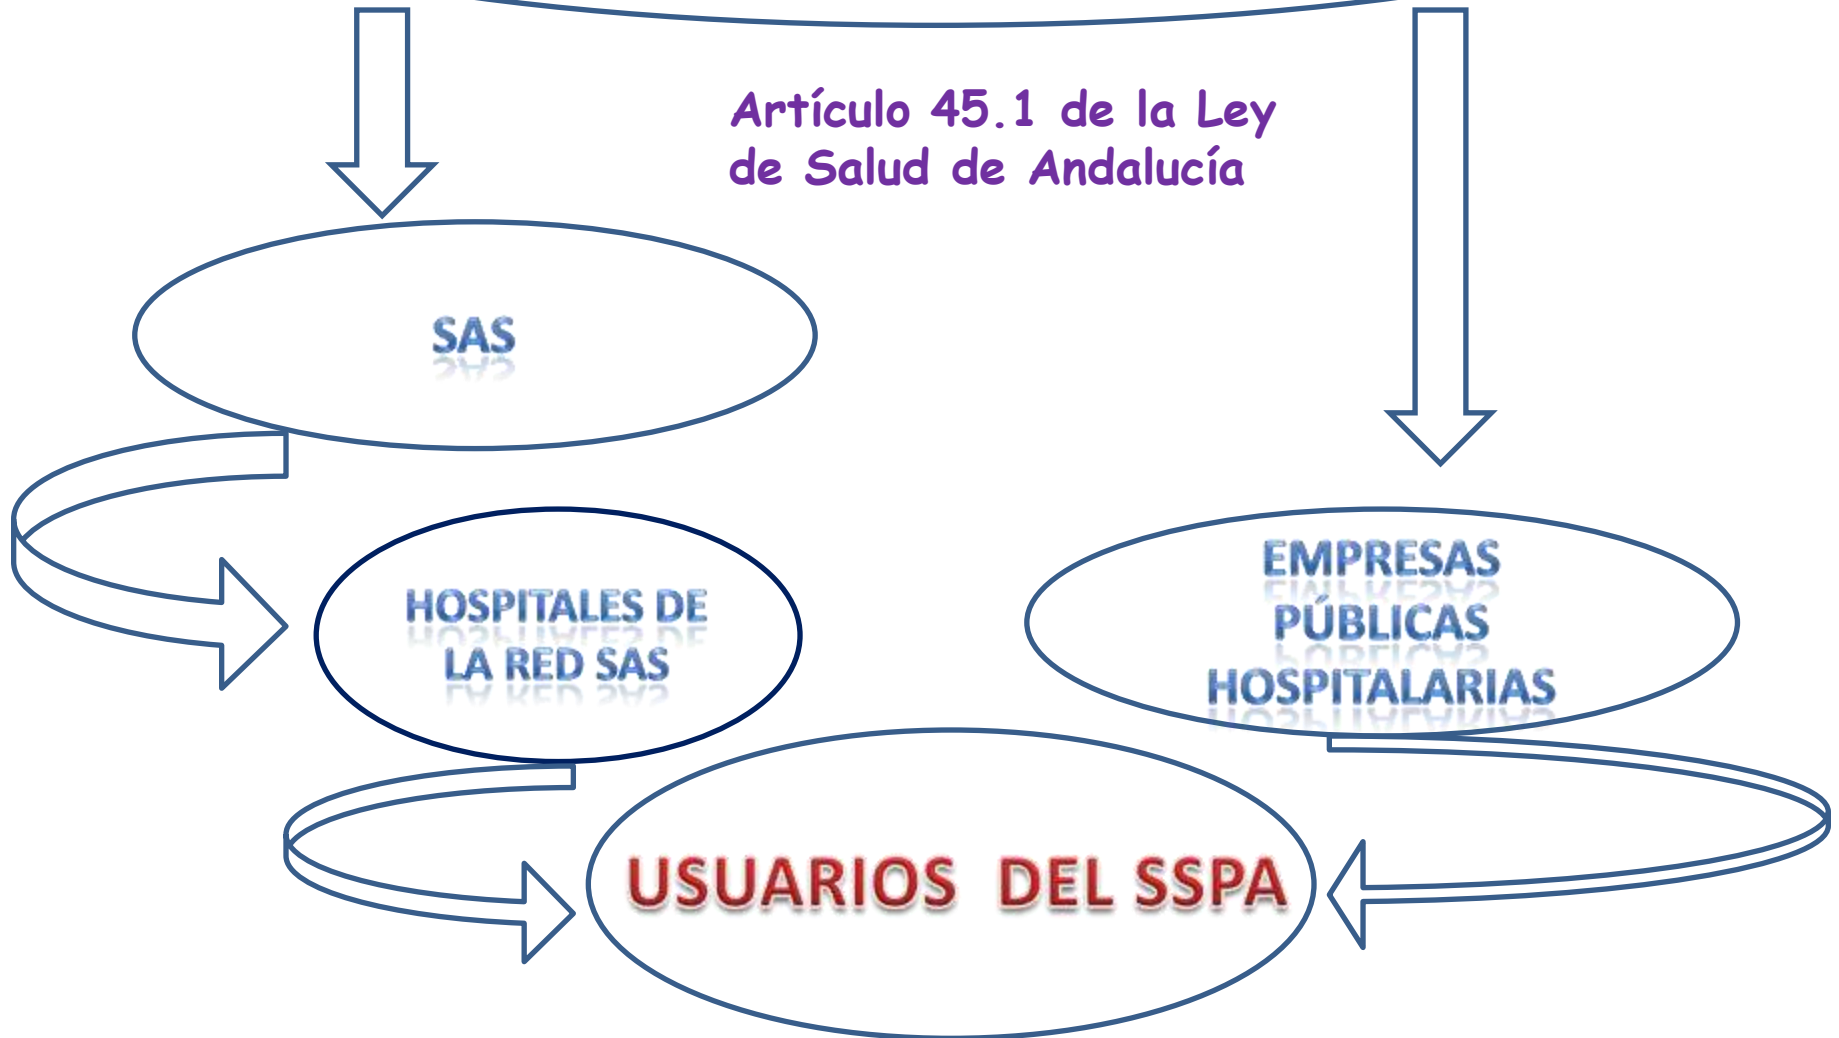 Artículo 45.1 de la Ley
de Salud de Andalucía
SAS
HOSPITALES DE
LA RED SAS
EMPRESAS
PÚBLICAS
HOSPITALARIAS
USUARIOS DEL SSPA